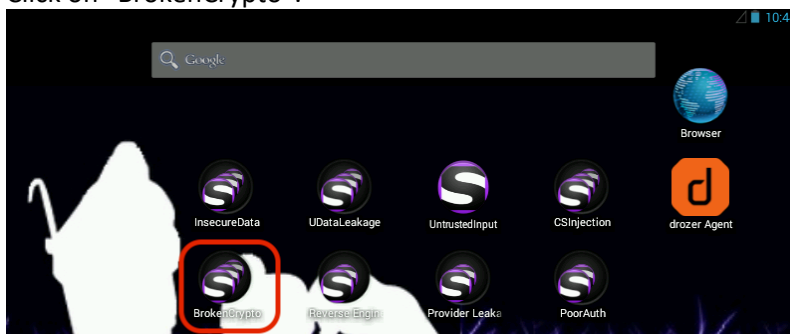 Click on "BrokenCrypto".
10:4
Google
Browser
InsecureData UDataLeakage UntrustedInput CSInjection drozer Agent
BrokenCrypto Reverse Engin Provider Leaka PoorAuth